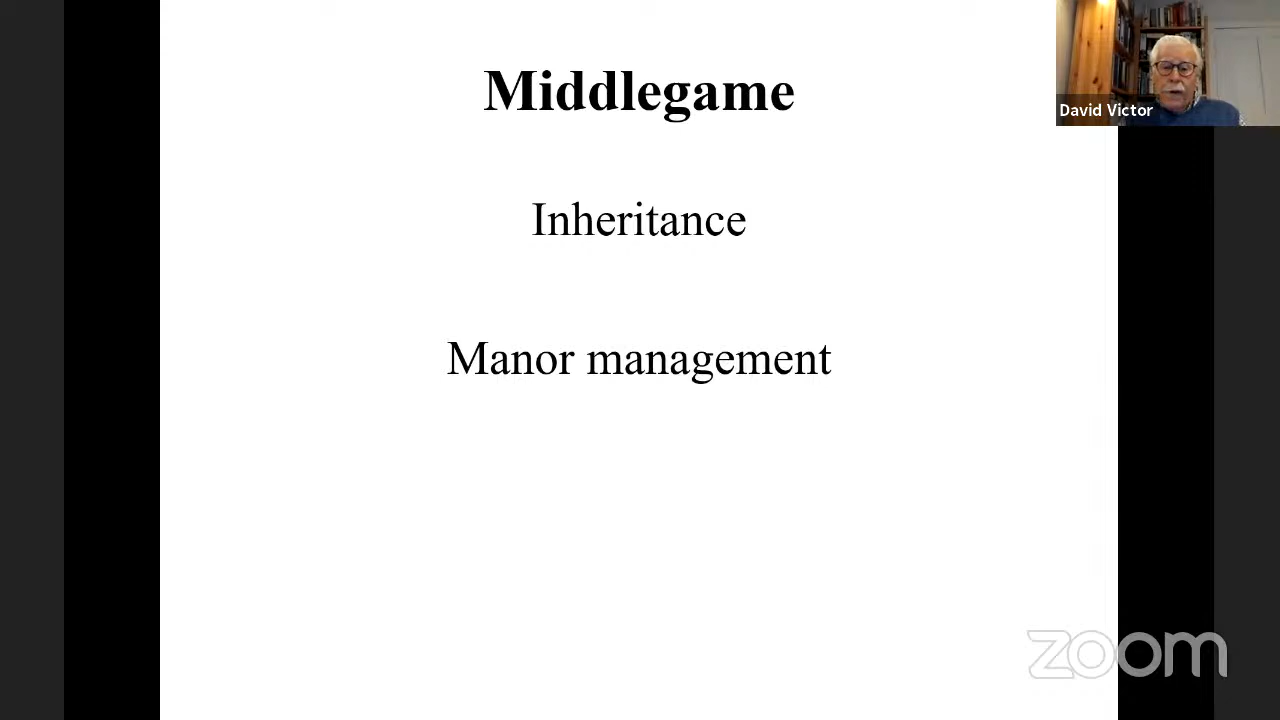 Middlegame
David Victor
Inheritance
Manor management
zoom